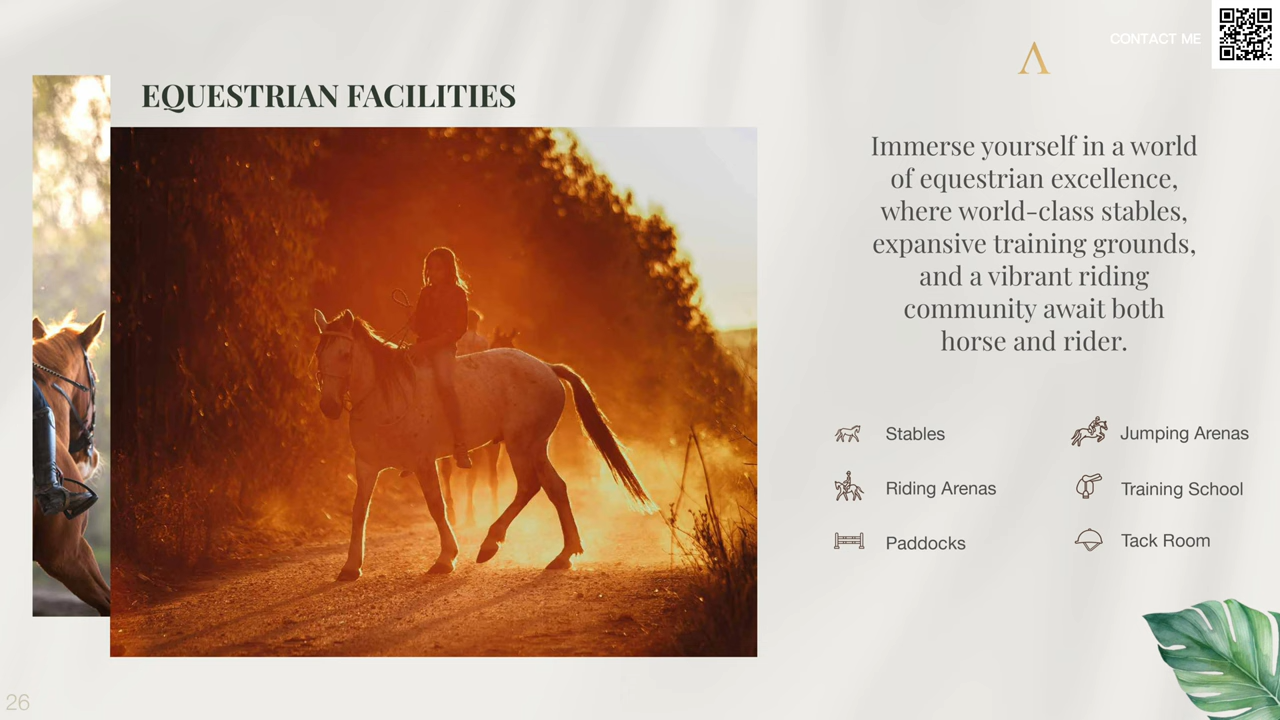 CONTACT ME
EQUESTRIAN FACILITIES
Immerse yourself in a world
of equestrian excellence,
where world-class stables,
expansive training grounds,
and a vibrant riding
community await both
horse and rider.
Stables
Jumping Arenas
Riding Arenas
Training School
Paddocks
Tack Room
26